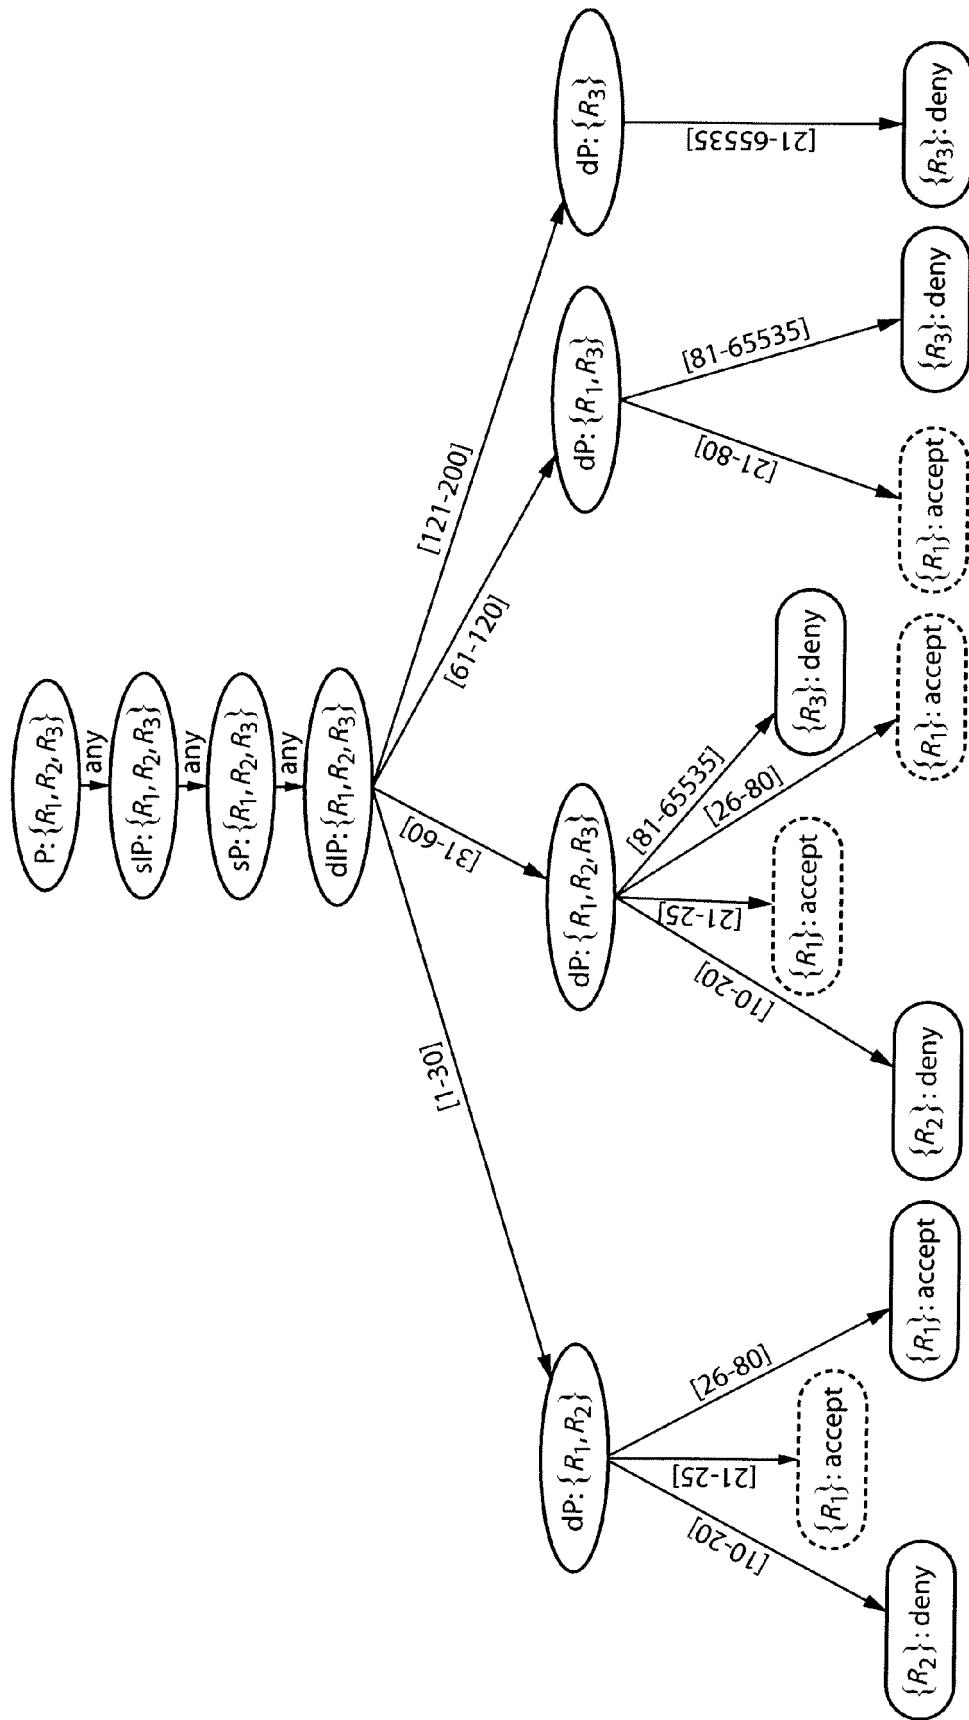 P: {R1, R2, R3}
any
sIP: {R1, R2, R3}
any
sP: {R1, R2, R3}
any
dIP: {R1, R2, R3}
[1-30]
[31-60]
[61-120]
[121-200]
dP: {R1, R2}
dP: {R1, R2, R3}
dP: {R1, R3}
dP: {R3}
[10-20]
[21-25]
[26-80]
[10-20]
[21-25]
[26-80]
[81-65535]
[21-80]
[81-65535]
[21-65535]
{R2}: deny
{R1}: accept
{R1}: accept
{R2}: deny
{R1}: accept
{R1}: accept
{R3}: deny
{R1}: accept
{R3}: deny
{R3}: deny